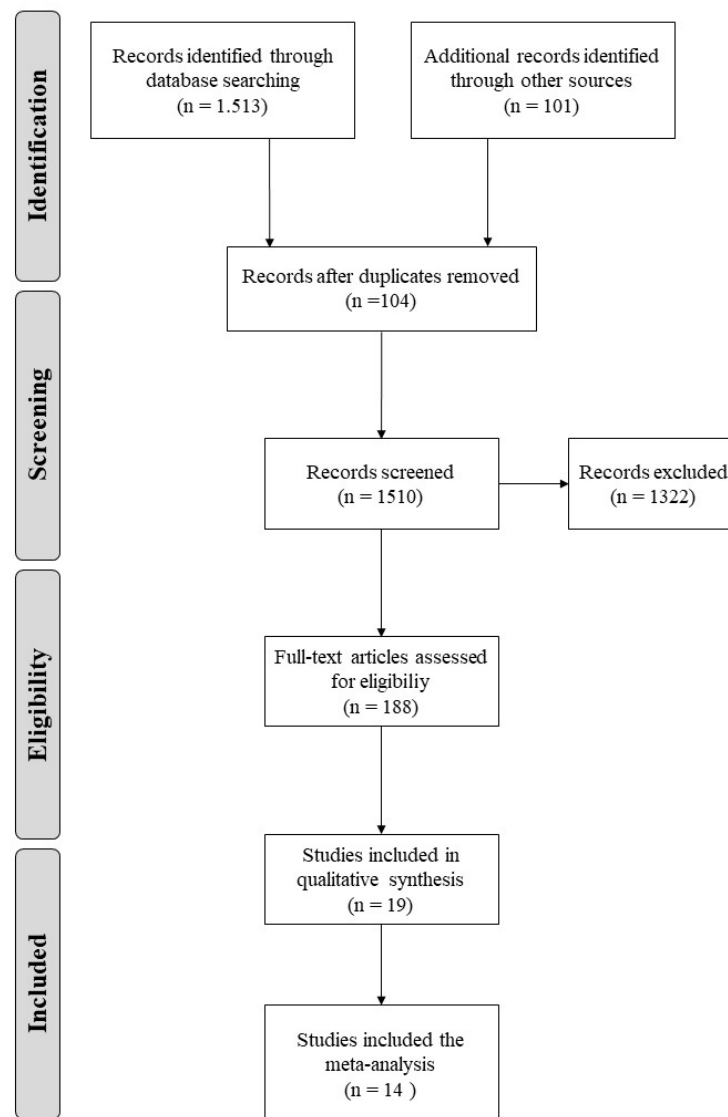 Identification
Records identified through
database searching
(n = 1.513)
Additional records identified
through other sources
(n = 101)
Records after duplicates removed
(n =104)
Screening
Records screened
(n = 1510)
Records excluded
(n = 1322)
Eligibility
Full-text articles assessed
for eligibiliy
(n = 188)
Included
Studies included in
qualitative synthesis
(n = 19)
Studies included the
meta-analysis
(n = 14 )